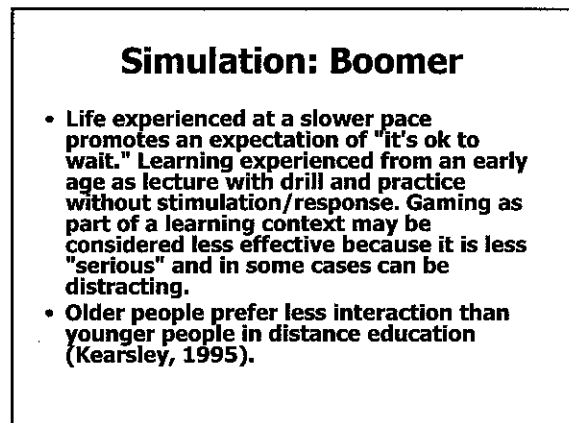 Simulation: Boomer
• Life experienced at a slower pace
promotes an expectation of "it's ok to
wait." Learning experienced from an early
age as lecture with drill and practice
without stimulation/response. Gaming as
part of a learning context may be
considered less effective because it is less
"serious" and in some cases can be
distracting.
• Older people prefer less interaction than
younger people in distance education
(Kearsley, 1995).